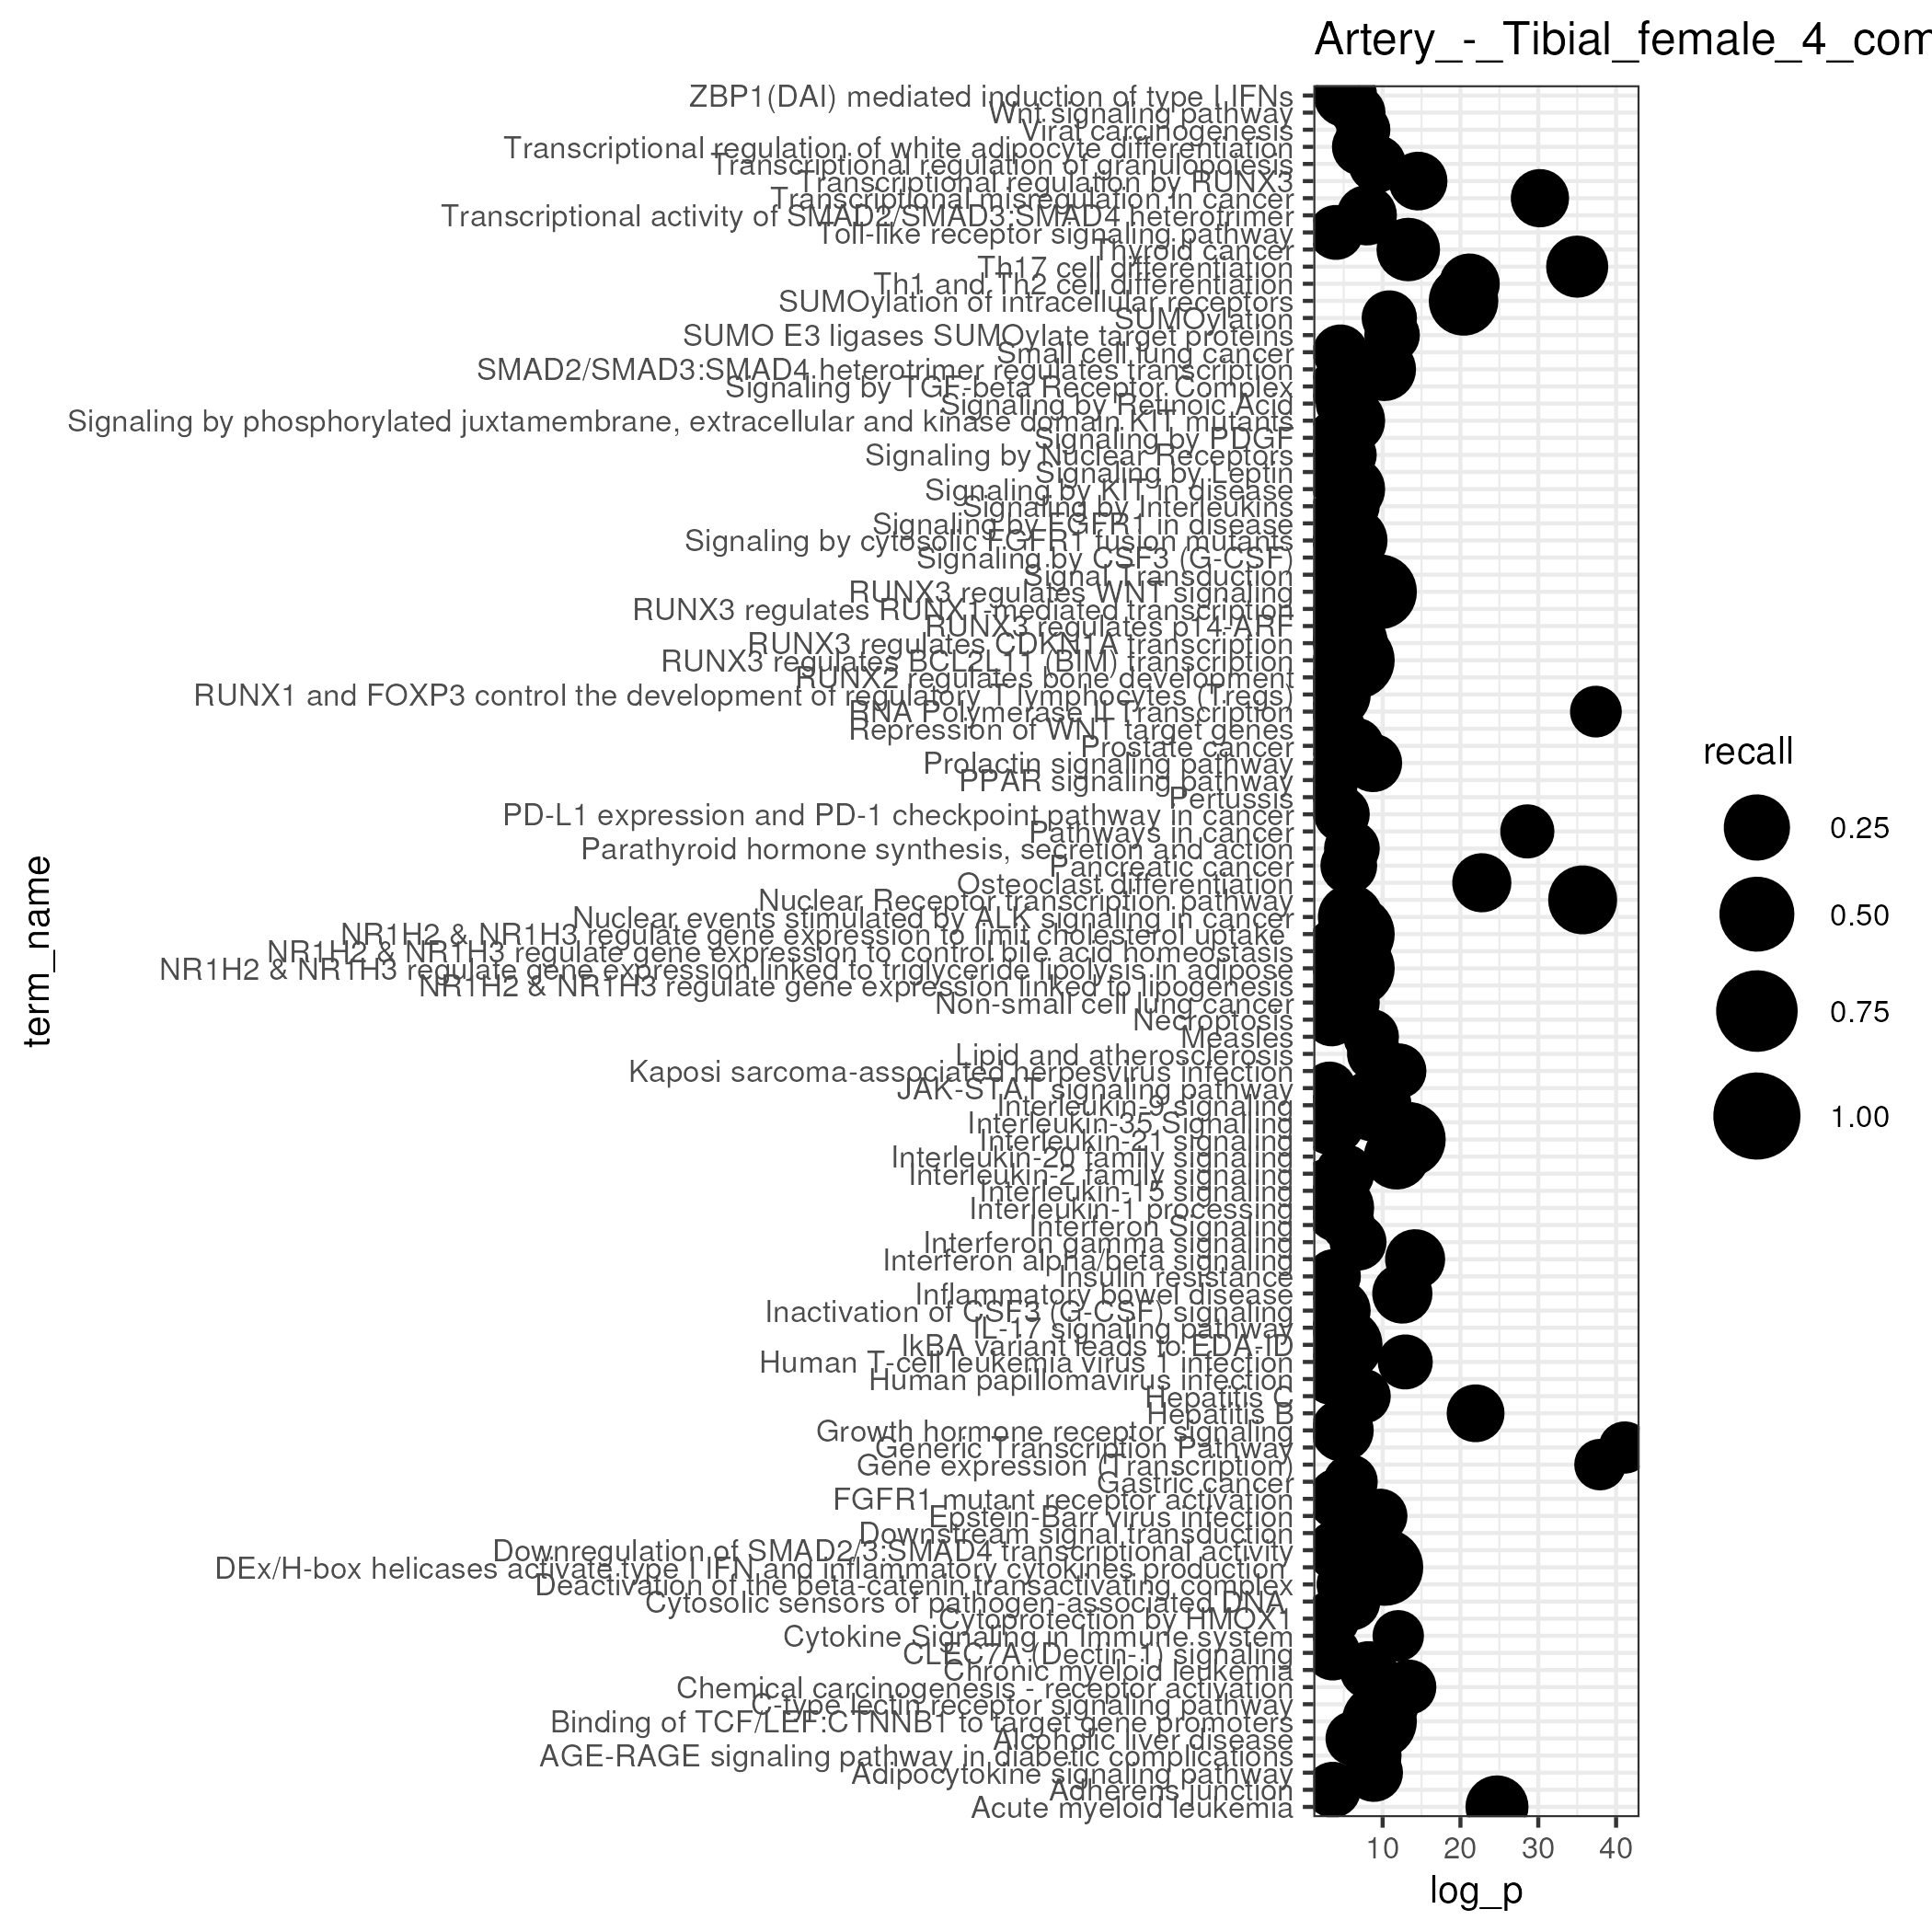 Artery_-_Tibial_female_4_com
ZBP1(DAI) mediated induction of type I IFNs
Wnt signaling pathway
Viral carcinogenesis
Transcriptional regulation of white adipocyte differentiation
Transcriptional regulation of granulopoiesis
Transcriptional regulation by RUNX3
Transcriptional misregulation in cancer
Transcriptional activity of SMAD2/SMAD3:SMAD4 heterotrimer
Toll-like receptor signaling pathway
Thyroid cancer
Th17 cell differentiation
Th1 and Th2 cell differentiation
SUMOylation of intracellular receptors
SUMOylation
SUMO E3 ligases SUMOylate target proteins
Small cell lung cancer
SMAD2/SMAD3:SMAD4 heterotrimer regulates transcription
Signaling by TGF-beta Receptor Complex
Signaling by Retinoic Acid
Signaling by phosphorylated juxtamembrane, extracellular and kinase domain KIT mutants
Signaling by PDGF
Signaling by Nuclear Receptors
Signaling by Leptin
Signaling by KIT in disease
Signaling by Interleukins
Signaling by FGFR1 in disease
Signaling by cytosolic FGFR1 fusion mutants
Signaling by CSF3 (G-CSF)
Signal Transduction
RUNX3 regulates WNT signaling
RUNX3 regulates RUNX1-mediated transcription
RUNX3 regulates p14-ARF
RUNX3 regulates CDKN1A transcription
RUNX3 regulates BCL2L11 (BIM) transcription
RUNX2 regulates bone development
RUNX1 and FOXP3 control the development of regulatory T lymphocytes (Tregs)
RNA Polymerase II Transcription
Repression of WNT target genes
Prostate cancer
Prolactin signaling pathway
PPAR signaling pathway
Pertussis
PD-L1 expression and PD-1 checkpoint pathway in cancer
Pathways in cancer
Parathyroid hormone synthesis, secretion and action
Pancreatic cancer
Osteoclast differentiation
Nuclear Receptor transcription pathway
Nuclear events stimulated by ALK signaling in cancer
NR1H2 & NR1H3 regulate gene expression to limit cholesterol uptake
NR1H2 & NR1H3 regulate gene expression to control bile acid homeostasis
NR1H2 & NR1H3 regulate gene expression linked to triglyceride lipolysis in adipose
NR1H2 & NR1H3 regulate gene expression linked to lipogenesis
Non-small cell lung cancer
Necroptosis
Measles
Lipid and atherosclerosis
Kaposi sarcoma-associated herpesvirus infection
JAK-STAT signaling pathway
Interleukin-9 signaling
Interleukin-35 Signalling
Interleukin-21 signaling
Interleukin-20 family signaling
Interleukin-2 family signaling
Interleukin-15 signaling
Interleukin-1 processing
Interferon Signaling
Interferon gamma signaling
Interferon alpha/beta signaling
Insulin resistance
Inflammatory bowel disease
Inactivation of CSF3 (G-CSF) signaling
IL-17 signaling pathway
IkBA variant leads to EDA-ID
Human T-cell leukemia virus 1 infection
Human papillomavirus infection
Hepatitis C
Hepatitis B
Growth hormone receptor signaling
Generic Transcription Pathway
Gene expression (Transcription)
Gastric cancer
FGFR1 mutant receptor activation
Epstein-Barr virus infection
Downstream signal transduction
Downregulation of SMAD2/3:SMAD4 transcriptional activity
DEx/H-box helicases activate type I IFN and inflammatory cytokines production
Deactivation of the beta-catenin transactivating complex
Cytosolic sensors of pathogen-associated DNA
Cytoprotection by HMOX1
Cytokine Signaling in Immune system
CLEC7A (Dectin-1) signaling
Chronic myeloid leukemia
Chemical carcinogenesis - receptor activation
C-type lectin receptor signaling pathway
Binding of TCF/LEF:CTNNB1 to target gene promoters
Alcoholic liver disease
AGE-RAGE signaling pathway in diabetic complications
Adipocytokine signaling pathway
Adherens junction
Acute myeloid leukemia
term_name
10 20 30 40
log_p
recall
0.25
0.50
0.75
1.00